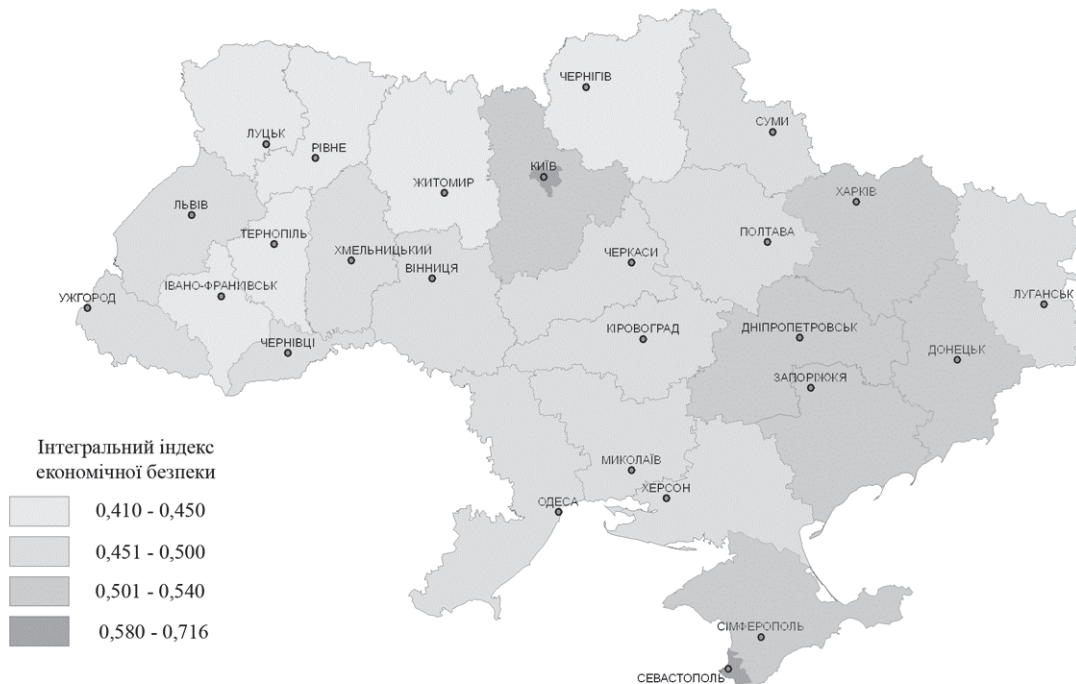 ЧЕРНІГІВ
СУМИ
ЛУЦЬК
РІВНЕ
КИЇВ
ЖИТОМИР
ХАРКІВ
ЛЬВІВ
ТЕРНОПІЛЬ
ПОЛТАВА
ХМЕЛЬНИЦЬКИЙ
ЧЕРКАСИ
ВІННИЦЯ
ІВАНО-ФРАНКІВСЬК
УЖГОРОД
ЛУГАНСЬК
КІРОВОГРАД
ДНІПРОПЕТРОВСЬК
ЧЕРНІВЦІ
ДОНЕЦЬК
ЗАПОРІЖЖЯ
МИКОЛАЇВ
ХЕРСОН
ОДЕСА
СІМФЕРОПОЛЬ
СЕВАСТОПОЛЬ
Інтегральний індекс
економічної безпеки
0,410 - 0,450
0,451 - 0,500
0,501 - 0,540
0,580 - 0,716